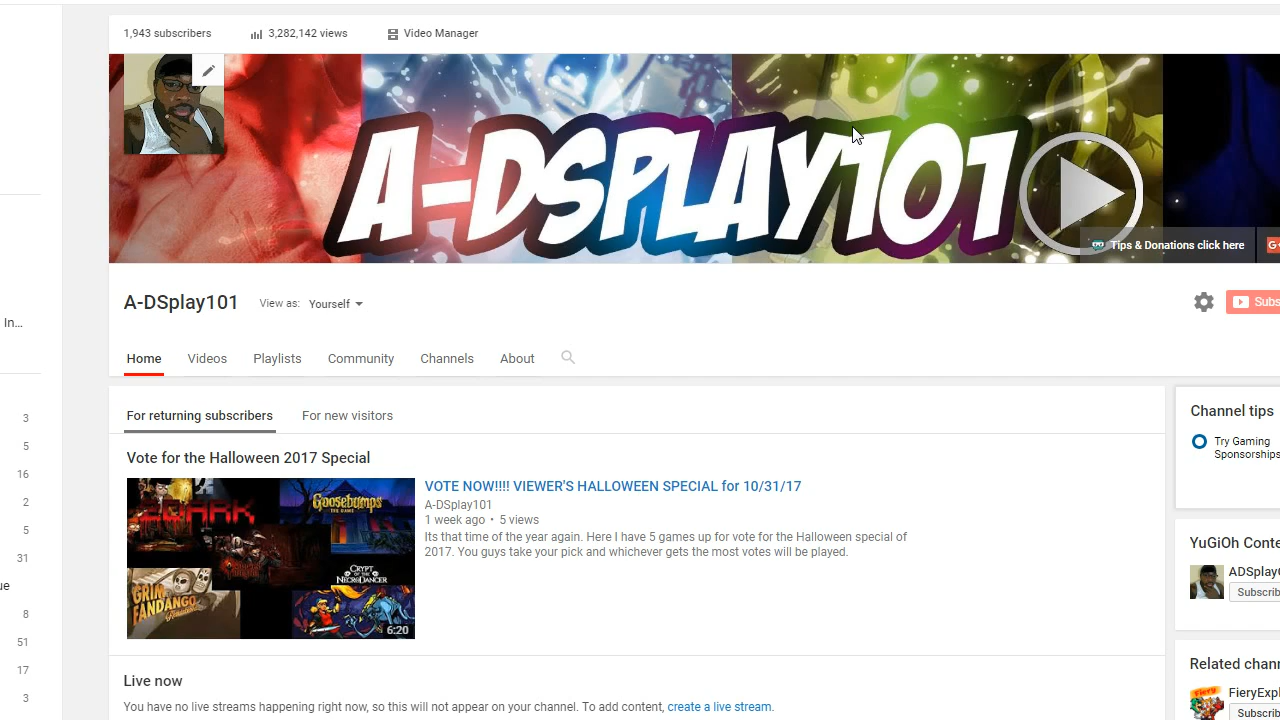 1,943 subscribers
3,282,142 views
Video Manager
A-DSPLAY101
Tips & Donations click here
G+
A-DSplay101
View as: Yourself
Subs
In...
Home
Videos
Playlists
Community
Channels
About
3
5
16
2
5
31
ue
8
51
17
3
For returning subscribers
For new visitors
Vote for the Halloween 2017 Special
Goosebumps
THE GAME
CRYPT
OF THE
NECRODANCER
GRIM
FANDANGO
Remastered
6:20
VOTE NOW!!!! VIEWER'S HALLOWEEN SPECIAL for 10/31/17
A-DSplay101
1 week ago • 5 views
Its that time of the year again. Here I have 5 games up for vote for the Halloween special of
2017. You guys take your pick and whichever gets the most votes will be played.
Live now
You have no live streams happening right now, so this will not appear on your channel. To add content, create a live stream.
Channel tips
Try Gaming
Sponsorships
YuGiOh Conte
ADSplayG
Subscrib
Related chann
Fiery
FieryExpl
Subscrib